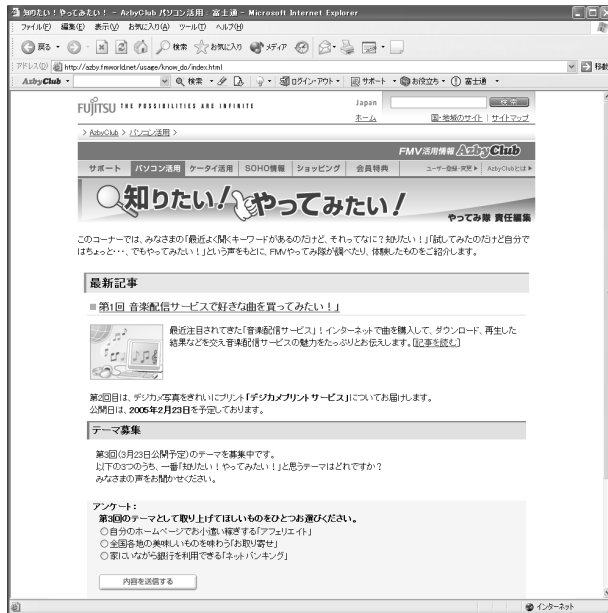 知りたい！やってみたい！ - AzbyClub パソコン活用 : 富士通 - Microsoft Internet Explorer
ファイル(F) 編集(E) 表示(V) お気に入り(A) ツール(T) ヘルプ(H)
戻る 検索 お気に入り メディア
アドレス(D) http://azby.fmworld.net/usage/know_do/index.html 移動
AzbyClub 検索 ログイン・アウト サポート お役立ち 富士通
FUJITSU THE POSSIBILITIES ARE INFINITE Japan 検索
ホーム 国・地域のサイト | サイトマップ
> AzbyClub > パソコン活用 >
FMV活用情報 AzbyClub
サポート パソコン活用 ケータイ活用 SOHO情報 ショッピング 会員特典 ユーザー登録・変更 AzbyClubとは
知りたい！やってみたい！
やってみ隊 責任編集
このコーナーでは、みなさまの「最近よく聞くキーワードがあるのだけど、それってなに？知りたい！」「試してみたのだけど自分で
はちょっと・・、でもやってみたい！」という声をもとに、FMVやってみ隊が調べたり、体験したものをご紹介します。
最新記事
第1回 音楽配信サービスで好きな曲を買ってみたい！」
最近注目されてきた「音楽配信サービス」！インターネットで曲を購入して、ダウンロード、再生した
結果などを交え音楽配信サービスの魅力をたっぷりとお伝えします。[記事を読む]
第2回目は、デジカメ写真をきれいにプリント「デジカメプリントサービス」についてお届けします。
公開日は、2005年2月23日を予定しております。
テーマ募集
第3回(3月23日公開予定)のテーマを募集中です。
以下の3つのうち、一番「知りたい！やってみたい！」と思うテーマはどれですか？
みなさまの声をお聞かせください。
アンケート：
第3回のテーマとして取り上げてほしいものをひとつお選びください。
○自分のホームページでお小遣い稼ぎする「アフェリエイト」
○全国各地の美味しいものを味わう「お取り寄せ」
○家にいながら銀行を利用できる「ネットバンキング」
内容を送信する
インターネット